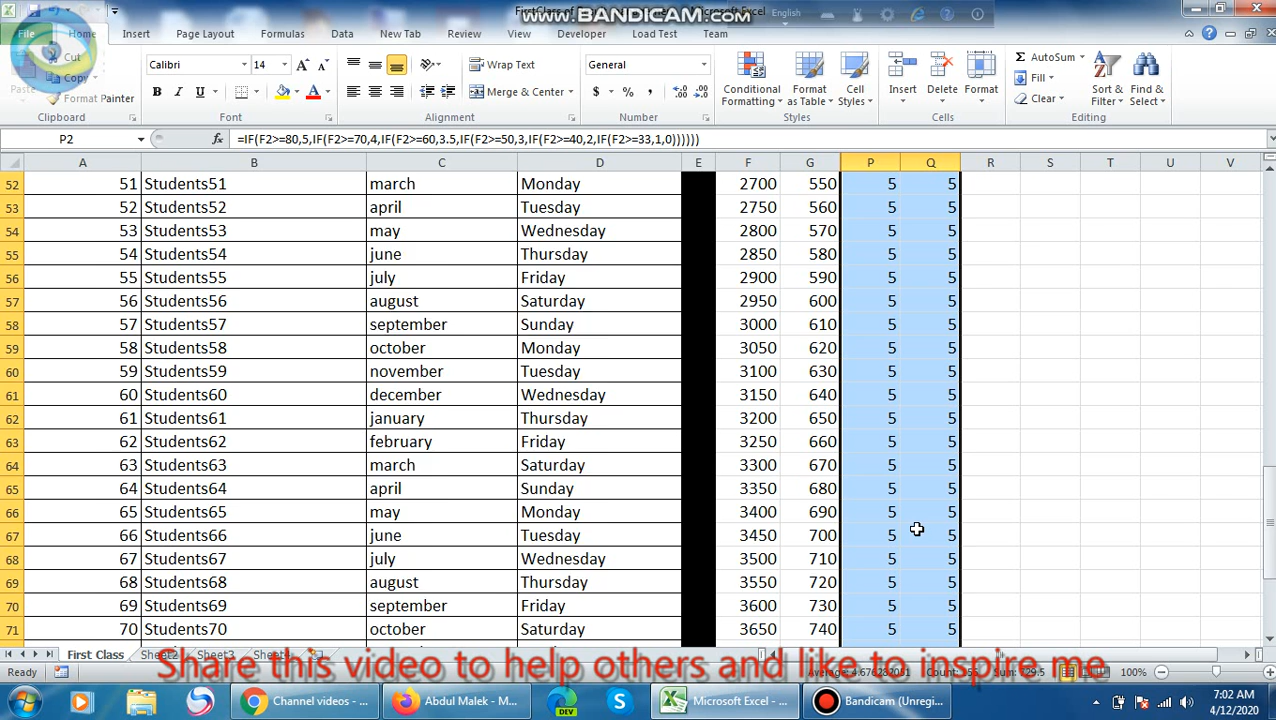 FirstClass of Microsoft Excel
www.BANDICAM.com
English
File Home Insert Page Layout Formulas Data New Tab Review View Developer Load Test Team
Cut
Copy
Paste
Format Painter
Clipboard
Calibri 14
B I U
Font
Wrap Text
Merge & Center
Alignment
General
$ % ,
Number
Conditional Formatting
Format as Table
Cell Styles
Styles
Insert Delete Format
Cells
AutoSum
Fill
Clear
Sort & Filter
Find & Select
Editing
P2 fx =IF(F2>=80,5,IF(F2>=70,4,IF(F2>=60,3.5,IF(F2>=50,3,IF(F2>=40,2,IF(F2>=33,1,0))))))
A B C D E F G P Q R S T U V
52 51 Students51 march Monday 2700 550 5 5
53 52 Students52 april Tuesday 2750 560 5 5
54 53 Students53 may Wednesday 2800 570 5 5
55 54 Students54 june Thursday 2850 580 5 5
56 55 Students55 july Friday 2900 590 5 5
57 56 Students56 august Saturday 2950 600 5 5
58 57 Students57 september Sunday 3000 610 5 5
59 58 Students58 october Monday 3050 620 5 5
60 59 Students59 november Tuesday 3100 630 5 5
61 60 Students60 december Wednesday 3150 640 5 5
62 61 Students61 january Thursday 3200 650 5 5
63 62 Students62 february Friday 3250 660 5 5
64 63 Students63 march Saturday 3300 670 5 5
65 64 Students64 april Sunday 3350 680 5 5
66 65 Students65 may Monday 3400 690 5 5
67 66 Students66 june Tuesday 3450 700 5 5
68 67 Students67 july Wednesday 3500 710 5 5
69 68 Students68 august Thursday 3550 720 5 5
70 69 Students69 september Friday 3600 730 5 5
71 70 Students70 october Saturday 3650 740 5 5
First Class Sheet2 Sheet3 Sheet4
Share this video to help others and like to inspire me
Ready Average: 4.676287051 Count: Sum: 100%
Channel videos - ... Abdul Malek - M... DEV Microsoft Excel - ... Bandicam (Unregi...
7:02 AM
4/12/2020